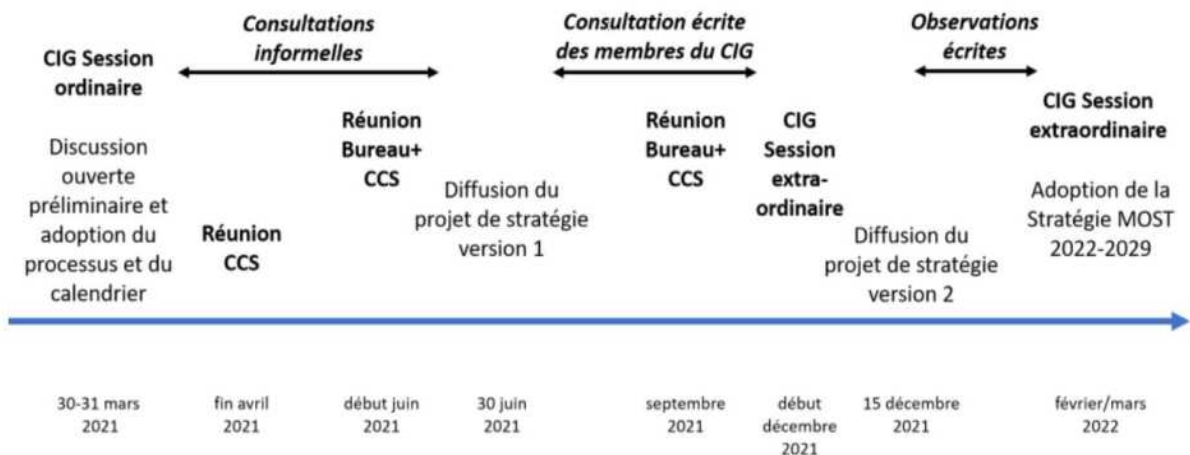 Consultations
informelles
Consultation écrite
des membres du CIG
Observations
écrites
CIG Session
ordinaire
Discussion
ouverte
préliminaire et
adoption du
processus et du
calendrier
Réunion
CCS
Réunion
Bureau+
CCS
Diffusion du
projet de stratégie
version 1
Réunion
Bureau+
CCS
CIG
Session
extra-
ordinaire
Diffusion du
projet de stratégie
version 2
CIG Session
extraordinaire
Adoption de la
Stratégie MOST
2022-2029
30-31 mars
2021
fin avril
2021
début juin
2021
30 juin
2021
septembre
2021
début
décembre
2021
15 décembre
2021
février/mars
2022